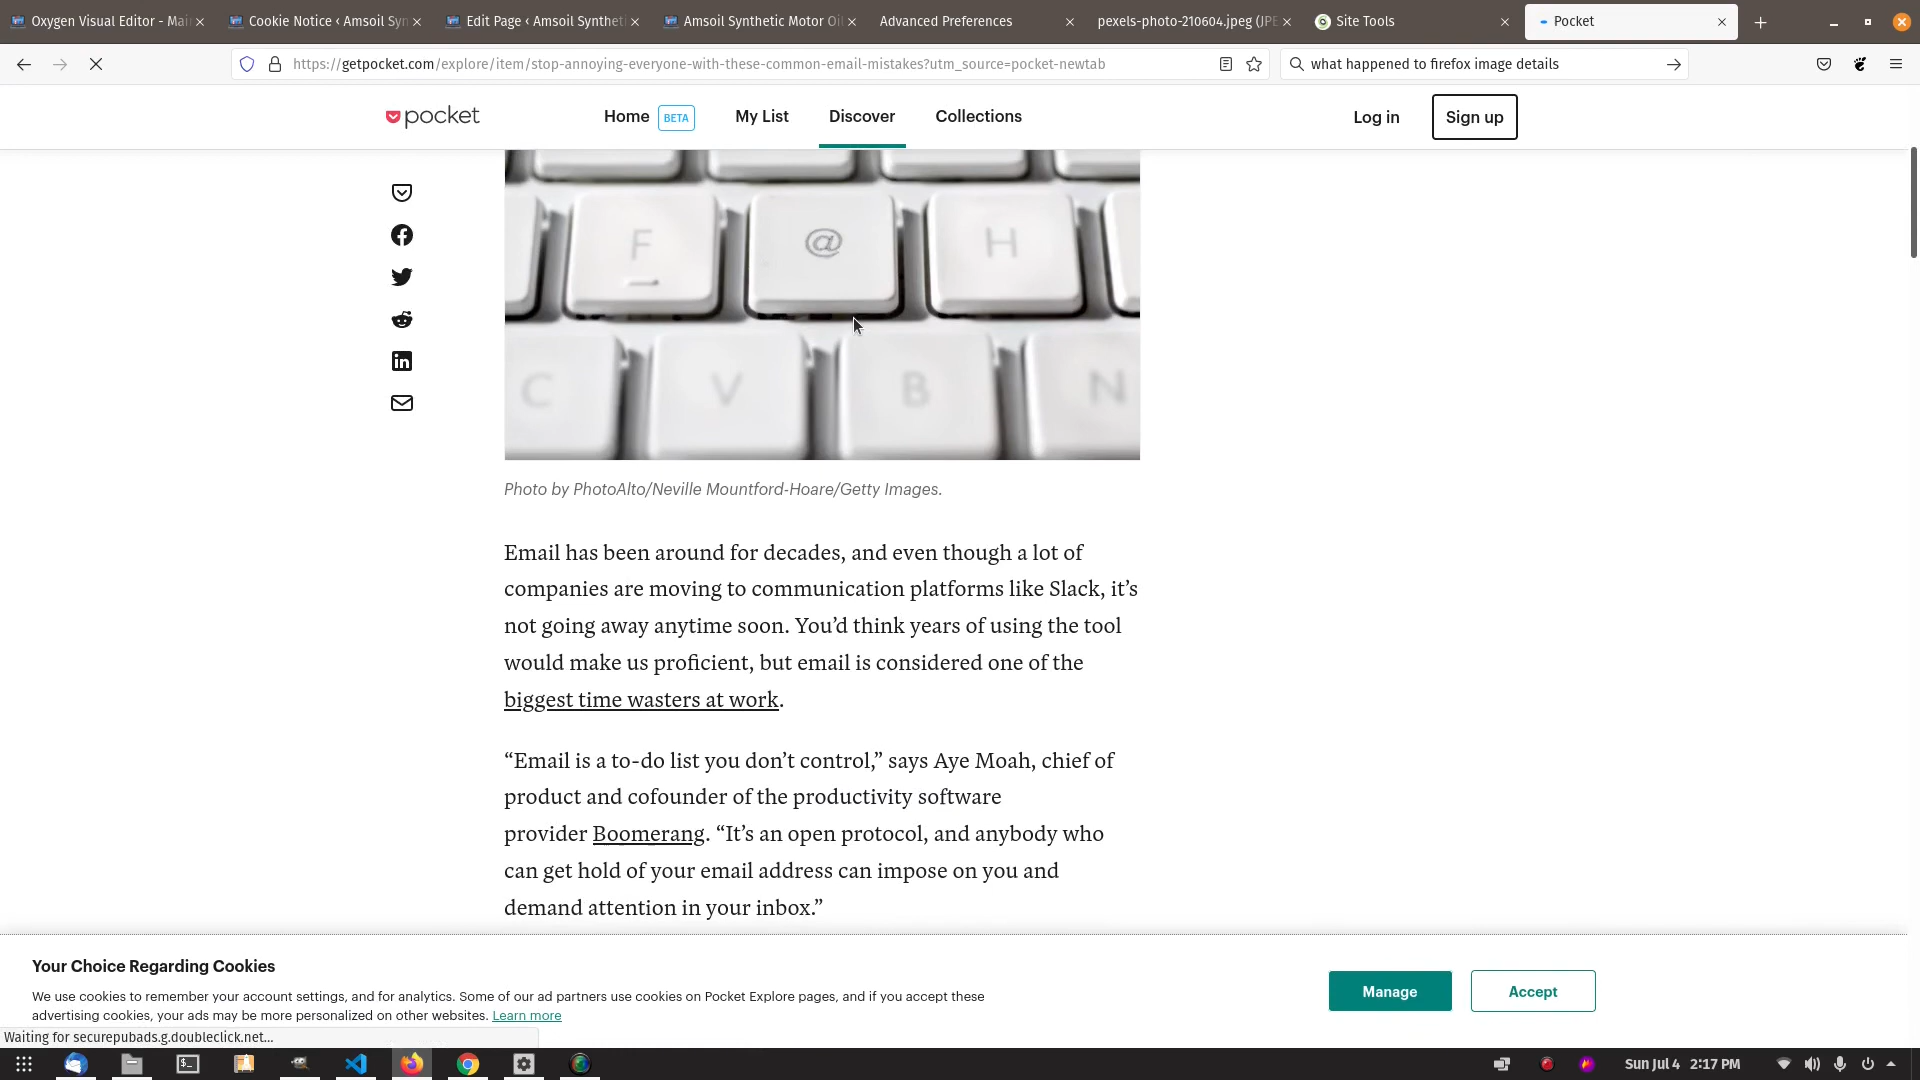 Oxygen Visual Editor - Mai
Cookie Notice ‹ Amsoil Syn
Edit Page ‹ Amsoil Syntheti
Amsoil Synthetic Motor Oil
Advanced Preferences
pexels-photo-210604.jpeg (JPE
Site Tools
Pocket
https://getpocket.com/explore/item/stop-annoying-everyone-with-these-common-email-mistakes?utm_source=pocket-newtab
what happened to firefox image details
pocket
Home BETA
My List
Discover
Collections
Log in
Sign up
F @ H
C V B N
Photo by PhotoAlto/Neville Mountford-Hoare/Getty Images.
Email has been around for decades, and even though a lot of
companies are moving to communication platforms like Slack, it’s
not going away anytime soon. You’d think years of using the tool
would make us proficient, but email is considered one of the
biggest time wasters at work.
“Email is a to-do list you don’t control,” says Aye Moah, chief of
product and cofounder of the productivity software
provider Boomerang. “It’s an open protocol, and anybody who
can get hold of your email address can impose on you and
demand attention in your inbox.”
Your Choice Regarding Cookies
We use cookies to remember your account settings, and for analytics. Some of our ad partners use cookies on Pocket Explore pages, and if you accept these
advertising cookies, your ads may be more personalized on other websites. Learn more
Manage
Accept
Waiting for securepubads.g.doubleclick.net...
Sun Jul 4 2:17 PM